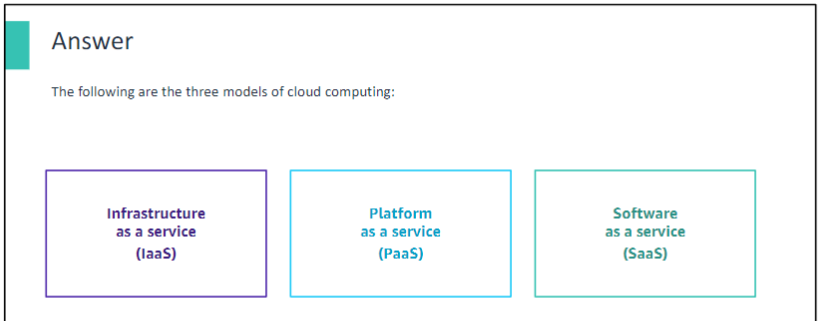 Answer
The following are the three models of cloud computing:
Infrastructure
as a service
(IaaS)
Platform
as a service
(PaaS)
Software
as a service
(SaaS)